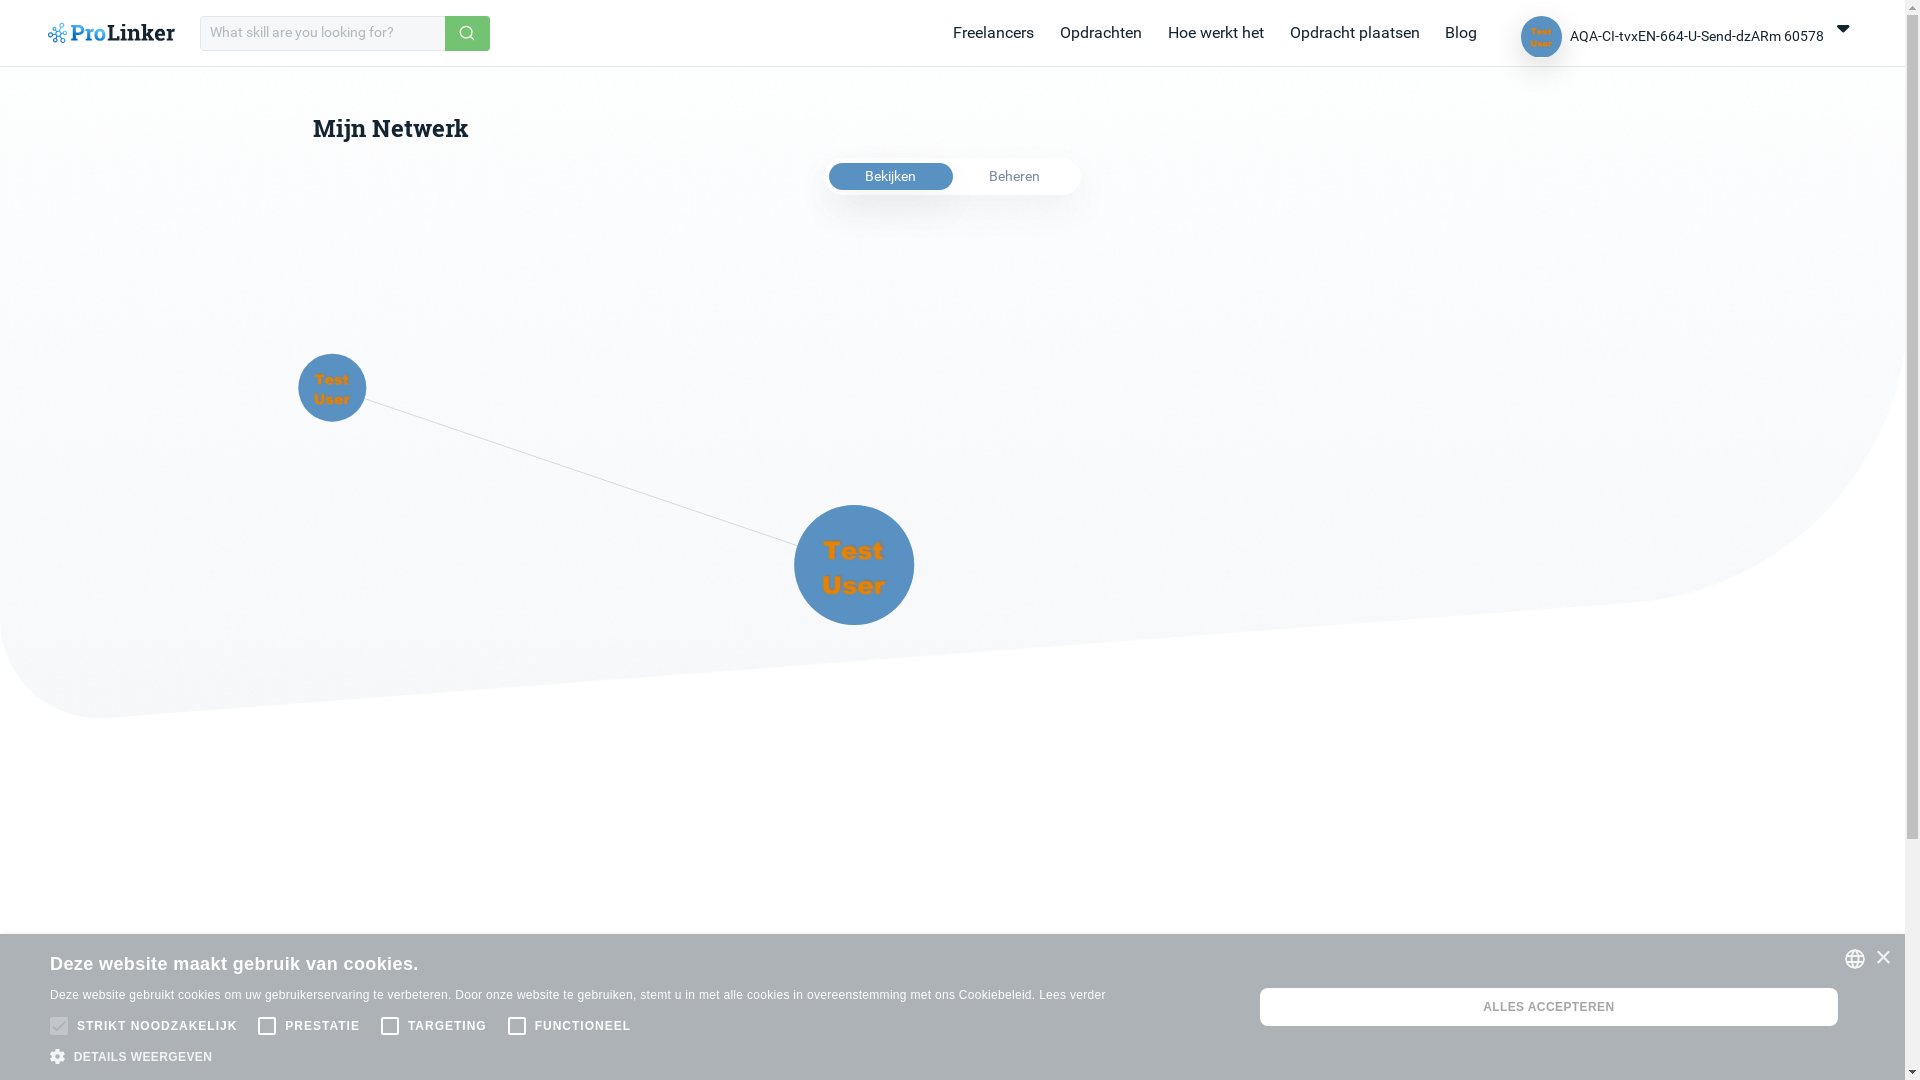 ProLinker
What skill are you looking for?
Freelancers
Opdrachten
Hoe werkt het
Opdracht plaatsen
Blog
Test
User
AQA-CI-tvxEN-664-U-Send-dzARm 60578
Mijn Netwerk
Bekijken
Beheren
Test
User
Test
User
Deze website maakt gebruik van cookies.
Deze website gebruikt cookies om uw gebruikerservaring te verbeteren. Door onze website te gebruiken, stemt u in met alle cookies in overeenstemming met ons Cookiebeleid. Lees verder
STRIKT NOODZAKELIJK
PRESTATIE
TARGETING
FUNCTIONEEL
DETAILS WEERGEVEN
ALLES ACCEPTEREN